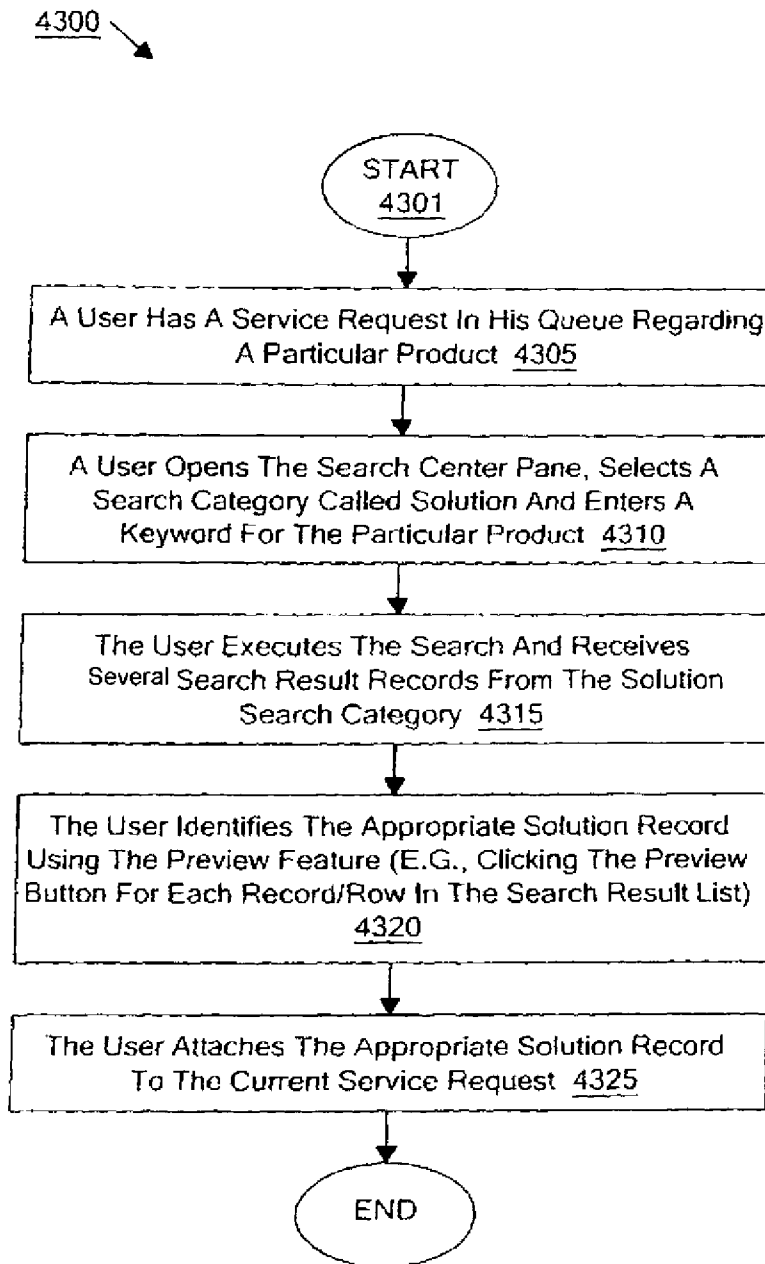 4300
START
4301
A User Has A Service Request In His Queue Regarding
A Particular Product 4305
A User Opens The Search Center Pane, Selects A
Search Category Called Solution And Enters A
Keyword For The Particular Product 4310
The User Executes The Search And Receives
Several Search Result Records From The Solution
Search Category 4315
The User Identifies The Appropriate Solution Record
Using The Preview Feature (E.G., Clicking The Preview
Button For Each Record/Row In The Search Result List)
4320
The User Attaches The Appropriate Solution Record
To The Current Service Request 4325
END